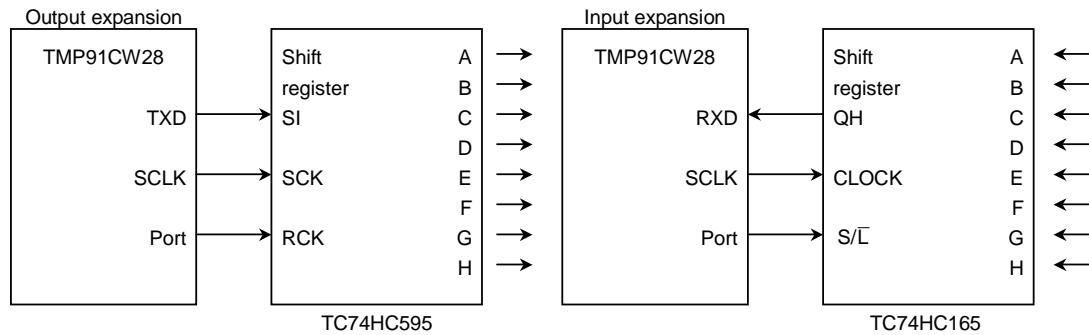 Output expansion
TMP91CW28
TXD
SCLK
Port
Shift
register
SI
SCK
RCK
A
B
C
D
E
F
G
H
TC74HC595
Input expansion
TMP91CW28
RXD
SCLK
Port
Shift
register
QH
CLOCK
S/L̅
A
B
C
D
E
F
G
H
TC74HC165